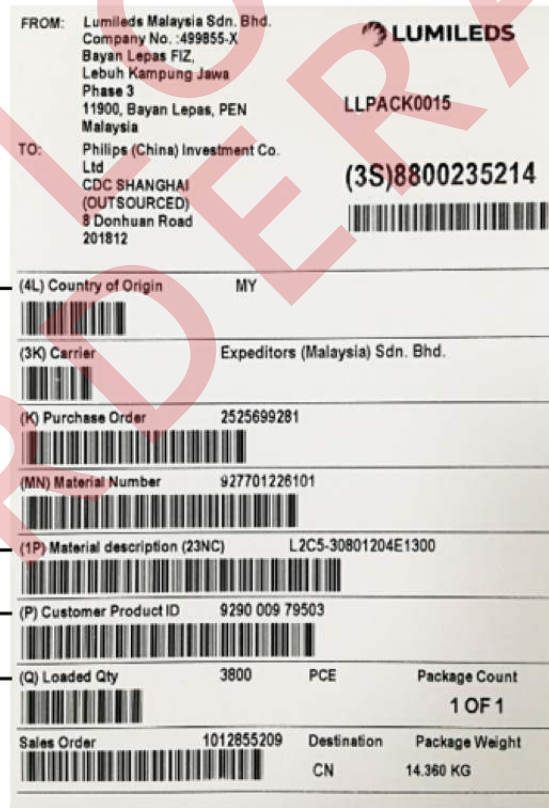 FROM: Lumileds Malaysia Sdn. Bhd.
Company No. :499855-X
Bayan Lepas FIZ,
Lebuh Kampung Jawa
Phase 3
11900, Bayan Lepas, PEN
Malaysia
LUMILEDS
LLPACK0015
TO: Philips (China) Investment Co.
Ltd
CDC SHANGHAI
(OUTSOURCED)
8 Donhuan Road
201812
(3S)8800235214
(4L) Country of Origin MY
(3K) Carrier Expeditors (Malaysia) Sdn. Bhd.
(K) Purchase Order 2525699281
(MN) Material Number 927701226101
(1P) Material description (23NC) L2C5-30801204E1300
(P) Customer Product ID 9290 009 79503
(Q) Loaded Qty 3800 PCE Package Count
1 OF 1
Sales Order 1012855209 Destination Package Weight
CN 14.360 KG